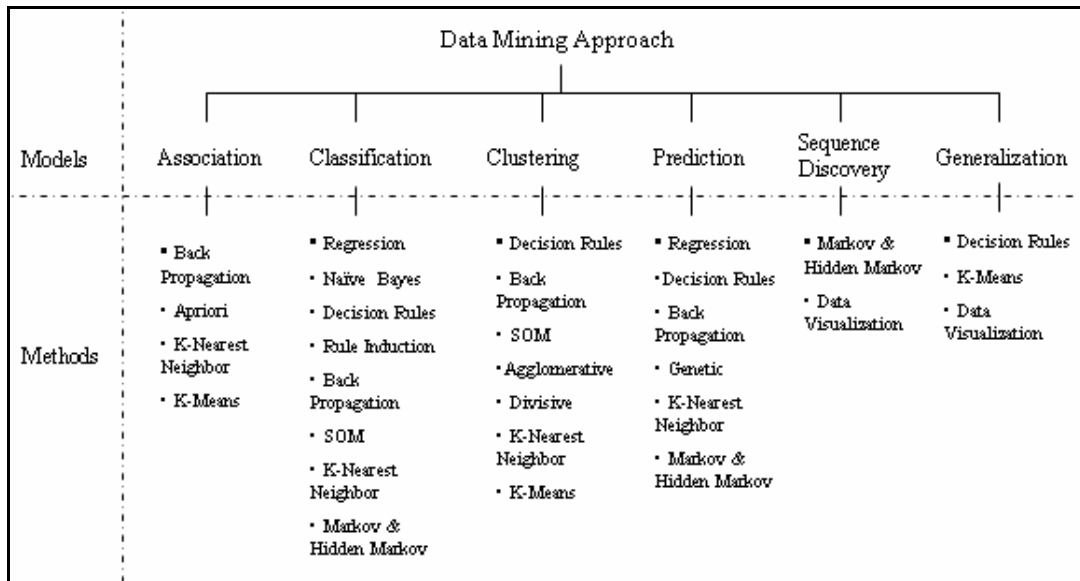 Data Mining Approach
Models
Association
Classification
Clustering
Prediction
Sequence
Discovery
Generalization
Methods
▪ Back
Propagation
▪ Apriori
▪ K-Nearest
Neighbor
▪ K-Means
▪ Regression
▪ Naïve Bayes
▪ Decision Rules
▪ Rule Induction
▪ Back
Propagation
▪ SOM
▪ K-Nearest
Neighbor
▪ Markov &
Hidden Markov
▪ Decision Rules
▪ Back
Propagation
▪ SOM
▪Agglomerative
▪ Divisive
▪ K-Nearest
Neighbor
▪ K-Means
▪ Regression
▪Decision Rules
▪ Back
Propagation
▪ Genetic
▪ K-Nearest
Neighbor
▪ Markov &
Hidden Markov
▪ Markov &
Hidden Markov
▪ Data
Visualization
▪ Decision Rules
▪ K-Means
▪ Data
Visualization